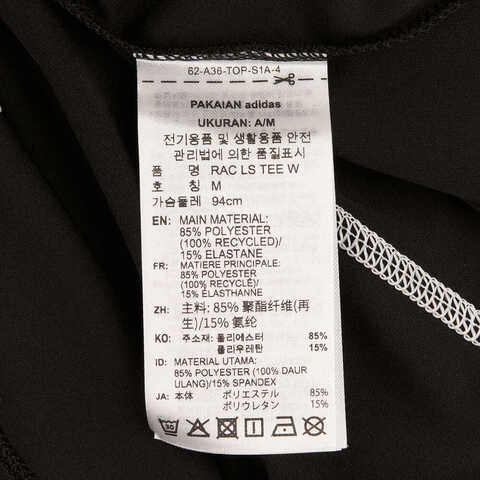 62-A36-TOP-S1A-4
PAKAIAN adidas
UKURAN: A/M
전기용품 및 생활용품 안전
관리법에 의한 품질표시
품 명 RAC LS TEE W
호 칭 M
가슴둘레 94cm
EN: MAIN MATERIAL:
85% POLYESTER
(100% RECYCLED)/
15% ELASTANE
FR: MATIERE PRINCIPALE:
85% POLYESTER
(100% RECYCLE)
/15% ELASTHANNE
ZH: 主料: 85% 聚酯纤维(再
生)/15% 氨纶
KO: 주소재: 폴리에스터 85%
폴리우레탄 15%
ID: MATERIAL UTAMA:
85% POLYESTER (100% DAUR
ULANG)/15% SPANDEX
JA: 本体 ポリエステル 85%
ポリウレタン 15%
30